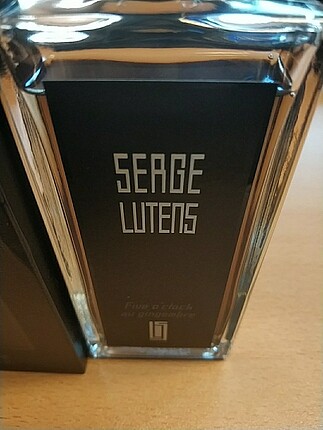 SERGE
LUTENS
Five o'clock
au gingembre